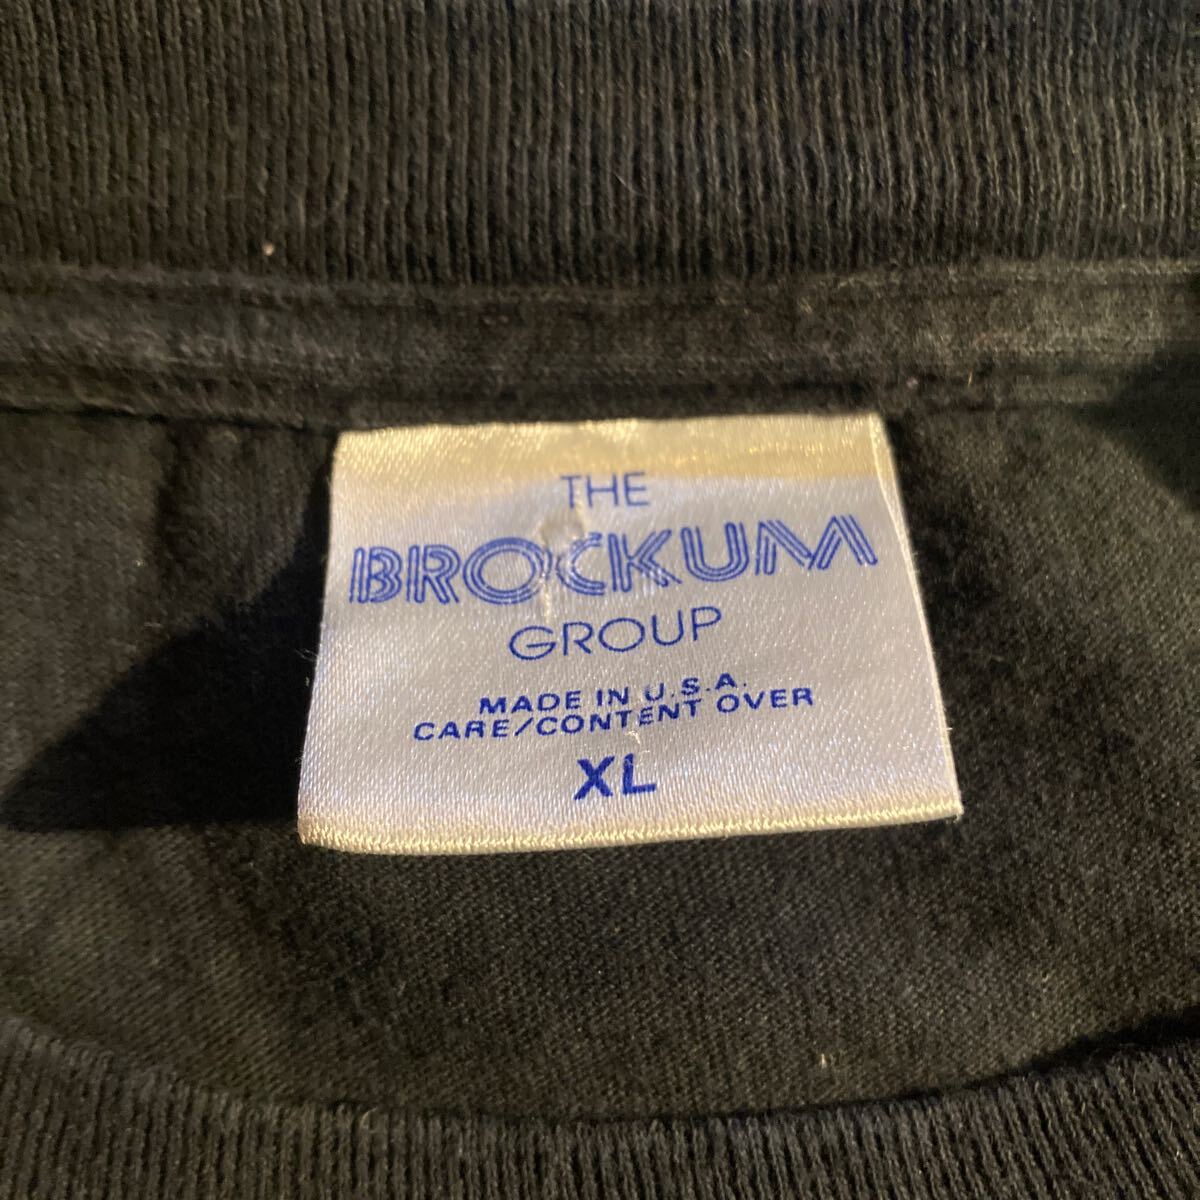 THE
BROCKUM
GROUP
MADE IN U.S.A.
CARE/CONTENT OVER
XL